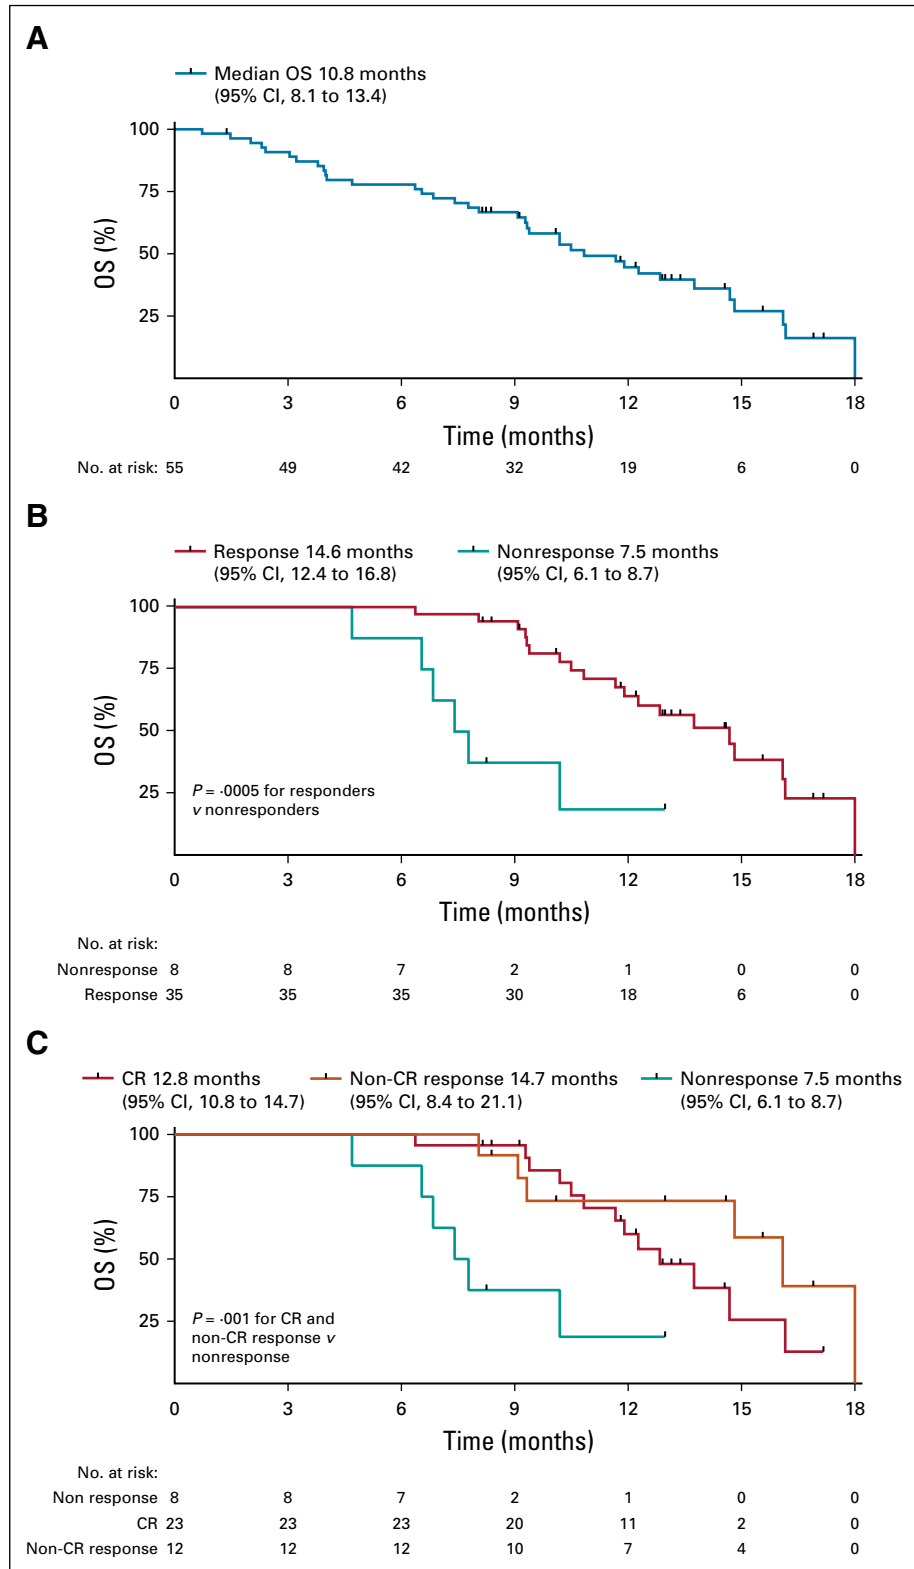 A
Median OS 10.8 months
(95% CI, 8.1 to 13.4)
100
75
50
25
OS (%)
0 3 6 9 12 15 18
Time (months)
No. at risk: 55 49 42 32 19 6 0
B
Response 14.6 months
(95% CI, 12.4 to 16.8)
Nonresponse 7.5 months
(95% CI, 6.1 to 8.7)
100
75
50
25
OS (%)
P = .0005 for responders
v nonresponders
0 3 6 9 12 15 18
Time (months)
No. at risk:
Nonresponse 8 8 7 2 1 0 0
Response 35 35 35 30 18 6 0
C
CR 12.8 months
(95% CI, 10.8 to 14.7)
Non-CR response 14.7 months
(95% CI, 8.4 to 21.1)
Nonresponse 7.5 months
(95% CI, 6.1 to 8.7)
100
75
50
25
OS (%)
P = .001 for CR and
non-CR response v
nonresponse
0 3 6 9 12 15 18
Time (months)
No. at risk:
Non response 8 8 7 2 1 0 0
CR 23 23 23 20 11 2 0
Non-CR response 12 12 12 10 7 4 0